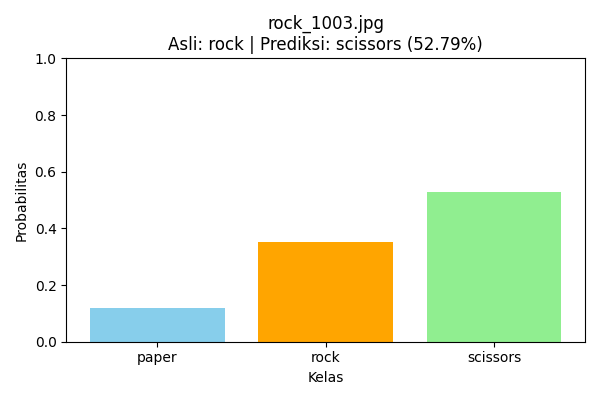 rock_1003.jpg
Asli: rock | Prediksi: scissors (52.79%)
1.0
0.8
0.6
0.4
0.2
0.0
Probabilitas
paper
rock
scissors
Kelas